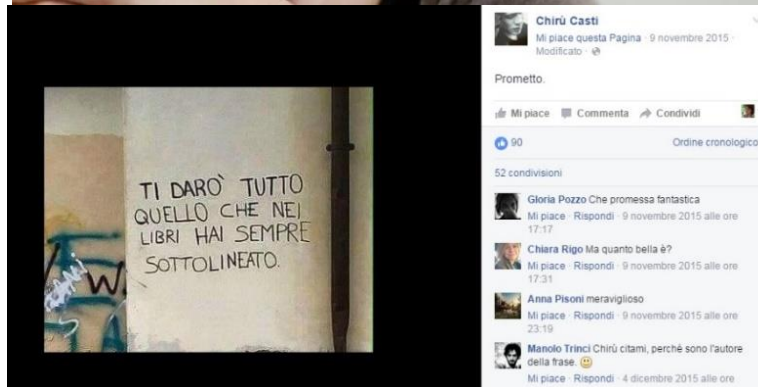 Chirù Casti
Mi piace questa Pagina · 9 novembre 2015 ·
Modificato ·
Prometto.
Mi piace Commenta Condividi
90 Ordine cronologico
52 condivisioni
Gloria Pozzo Che promessa fantastica
Mi piace · Rispondi · 9 novembre 2015 alle ore
17:17
Chiara Rigo Ma quanto bella è?
Mi piace · Rispondi · 9 novembre 2015 alle ore
17:31
Anna Pisoni meraviglioso
Mi piace · Rispondi · 9 novembre 2015 alle ore
23:19
Manolo Trinci Chirù citami, perchè sono l'autore
della frase.
Mi piace · Rispondi · 4 dicembre 2015 alle ore
TI DARO' TUTTO
QUELLO CHE NEI
LIBRI HAI SEMPRE
SOTTOLINEATO.